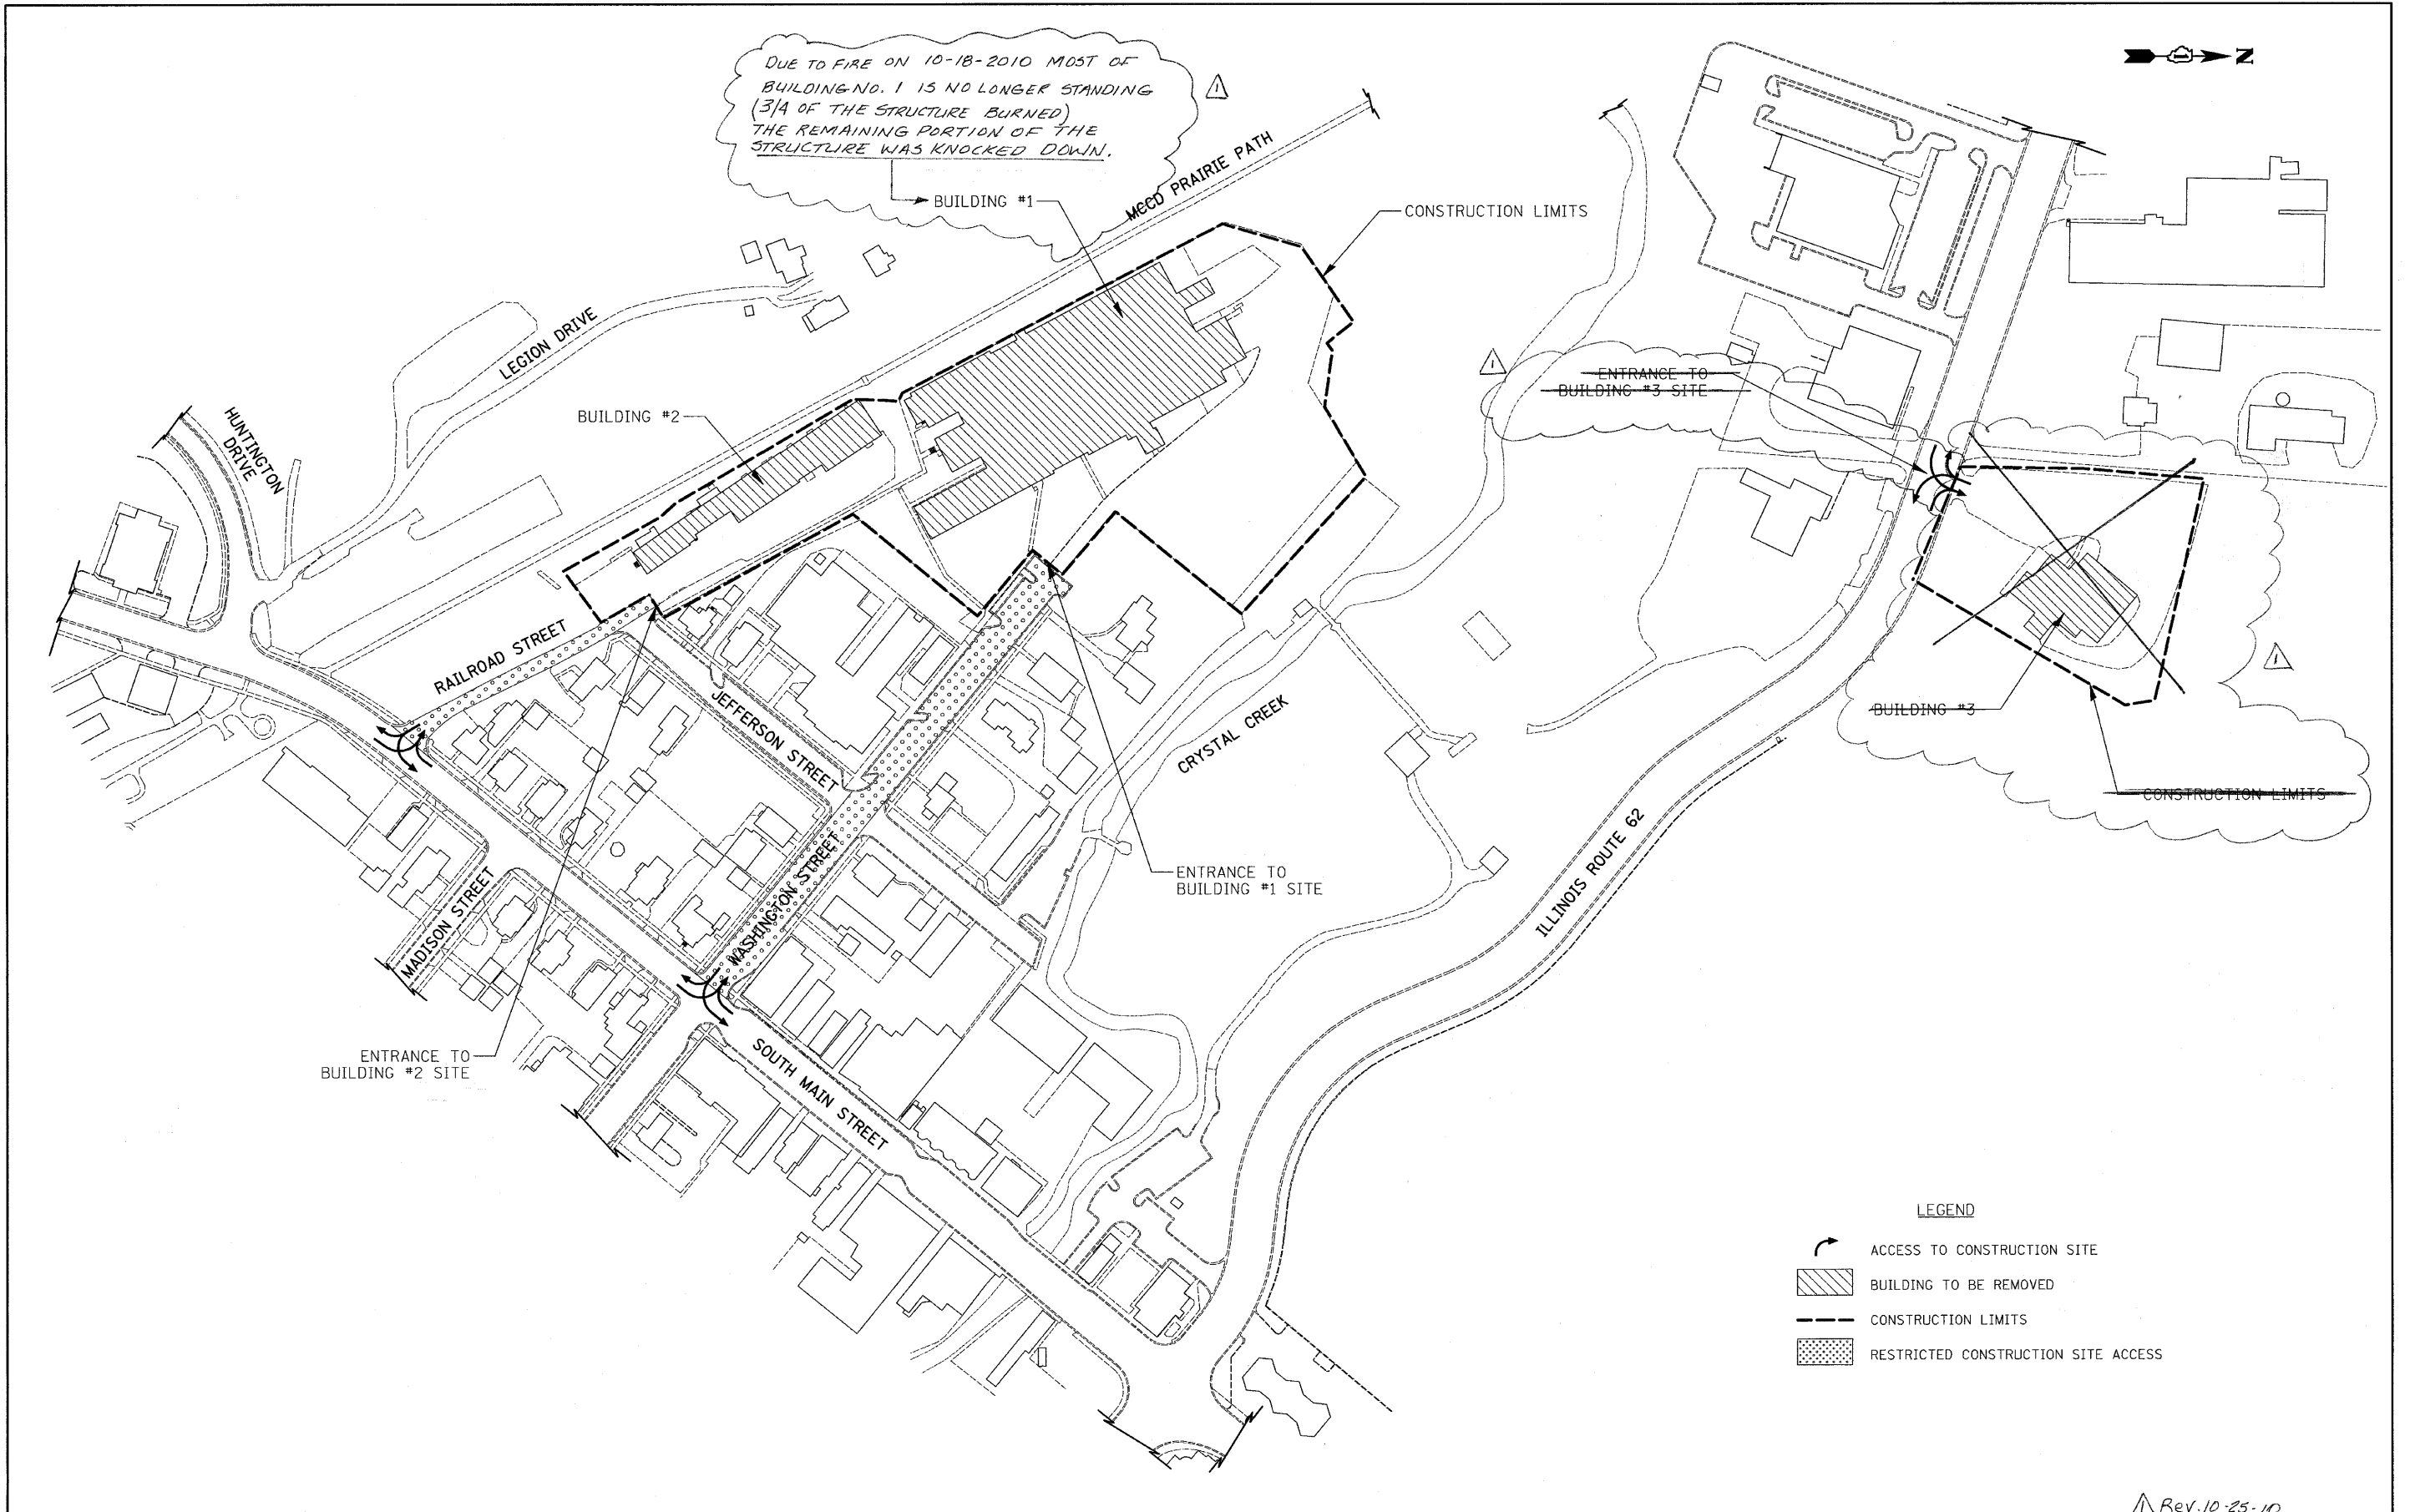 DUE TO FIRE ON 10-18-2010 MOST OF
BUILDING NO. 1 IS NO LONGER STANDING
(3/4 OF THE STRUCTURE BURNED)
THE REMAINING PORTION OF THE
STRUCTURE WAS KNOCKED DOWN.
1
N
BUILDING #1
MCCD PRAIRIE PATH
CONSTRUCTION LIMITS
LEGION DRIVE
HUNTINGTON
DRIVE
BUILDING #2
1
ENTRANCE TO
BUILDING #3 SITE
RAILROAD STREET
JEFFERSON STREET
CRYSTAL CREEK
1
BUILDING #3
CONSTRUCTION LIMITS
ENTRANCE TO
BUILDING #1 SITE
ILLINOIS ROUTE 62
MADISON STREET
WASHINGTON STREET
ENTRANCE TO
BUILDING #2 SITE
SOUTH MAIN STREET
LEGEND
ACCESS TO CONSTRUCTION SITE
BUILDING TO BE REMOVED
CONSTRUCTION LIMITS
RESTRICTED CONSTRUCTION SITE ACCESS
1 Rev. 10-25-10